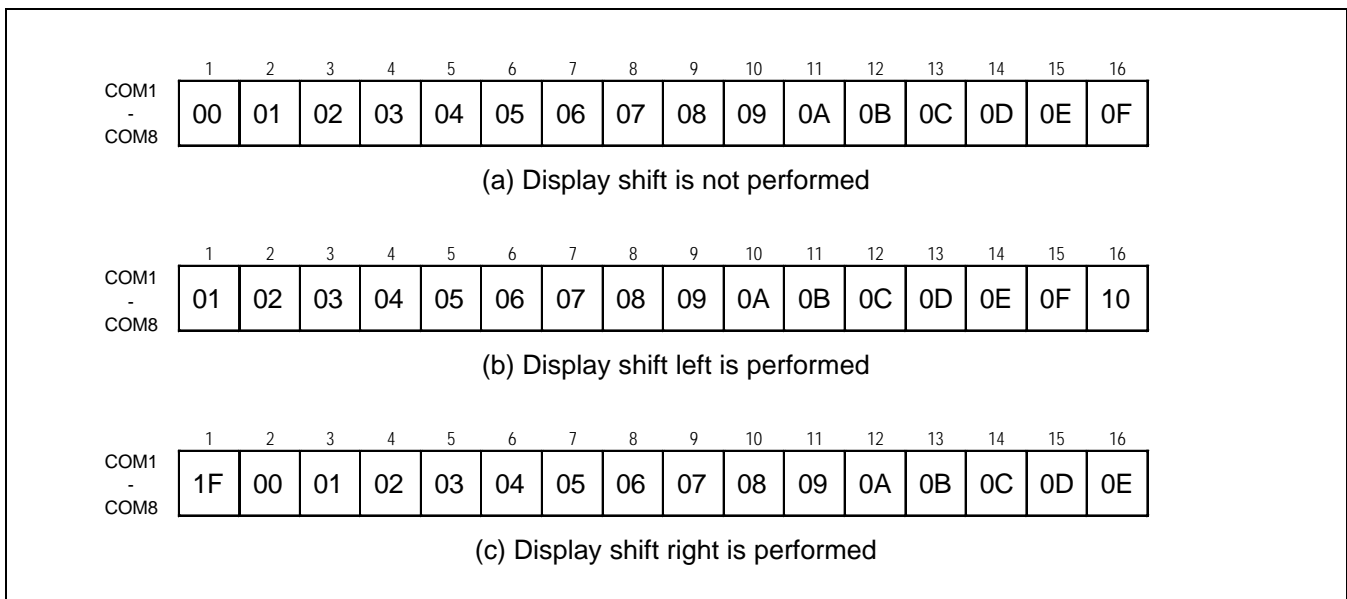 1 2 3 4 5 6 7 8 9 10 11 12 13 14 15 16
COM1
-
COM8
00 01 02 03 04 05 06 07 08 09 0A 0B 0C 0D 0E 0F
(a) Display shift is not performed
1 2 3 4 5 6 7 8 9 10 11 12 13 14 15 16
COM1
-
COM8
01 02 03 04 05 06 07 08 09 0A 0B 0C 0D 0E 0F 10
(b) Display shift left is performed
1 2 3 4 5 6 7 8 9 10 11 12 13 14 15 16
COM1
-
COM8
1F 00 01 02 03 04 05 06 07 08 09 0A 0B 0C 0D 0E
(c) Display shift right is performed